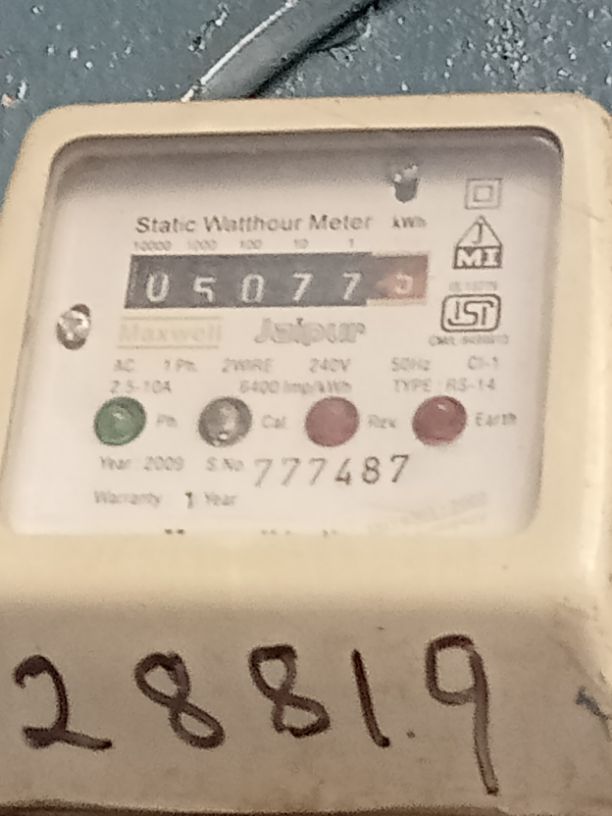 Static Watthour Meter kWh
10000 1000 100 10 1
0 5 0 7 7
MI
Maxwell Jaipur
ISI
AC 1 Ph. 2WIRE 240V 50Hz Cl-1
2.5-10A 6400 Imp/kWh TYPE : RS-14
Ph. Cal. Rev. Earth
Year : 2009 S.No. 777487
Warranty 1 Year
2881.9